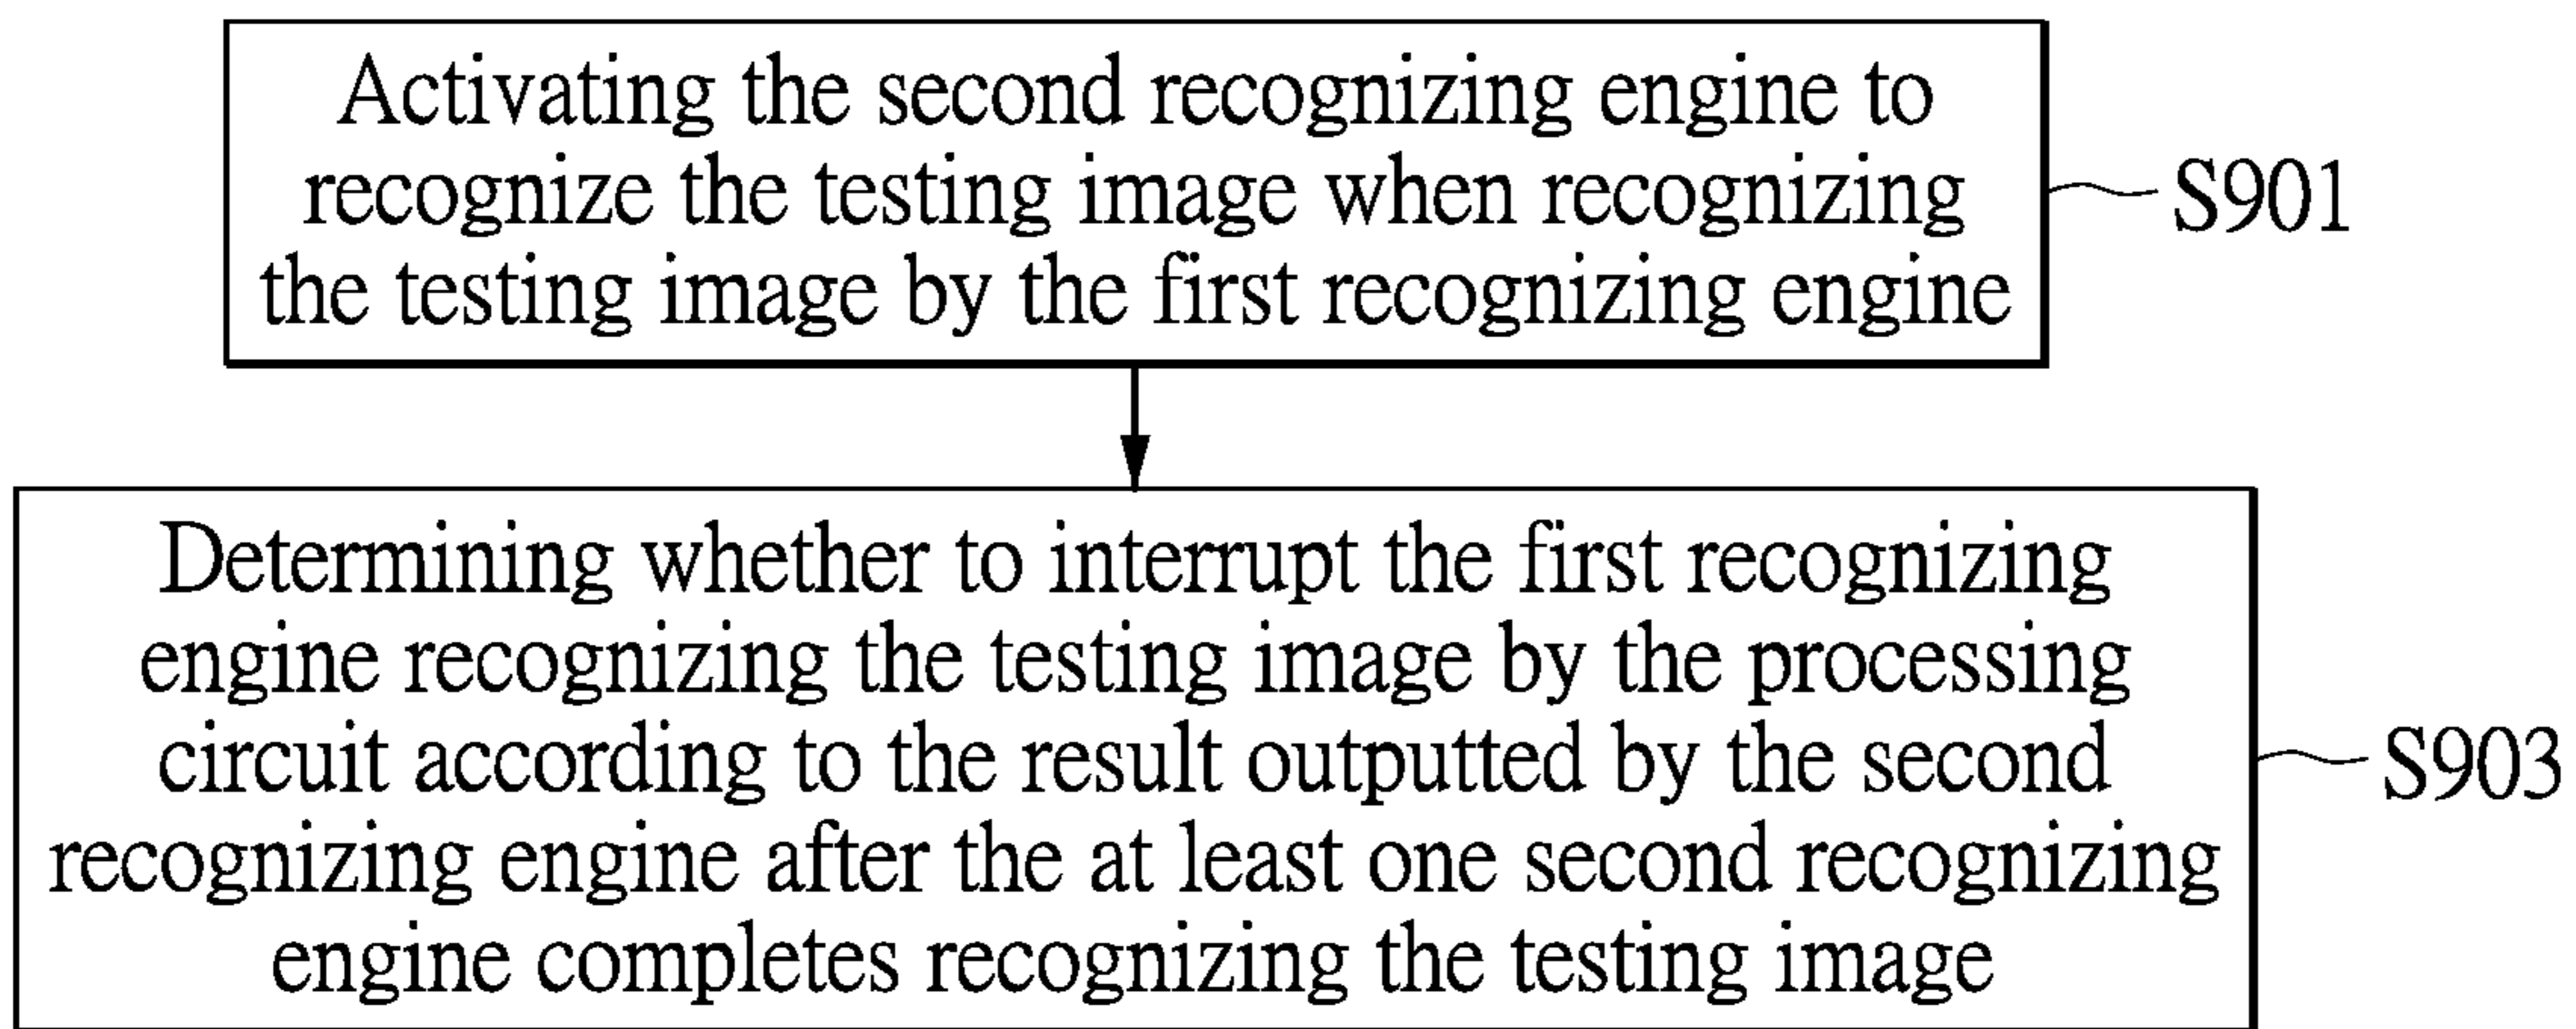 Activating the second recognizing engine to
recognize the testing image when recognizing
the testing image by the first recognizing engine
S901
Determining whether to interrupt the first recognizing
engine recognizing the testing image by the processing
circuit according to the result outputted by the second
recognizing engine after the at least one second recognizing
engine completes recognizing the testing image
S903